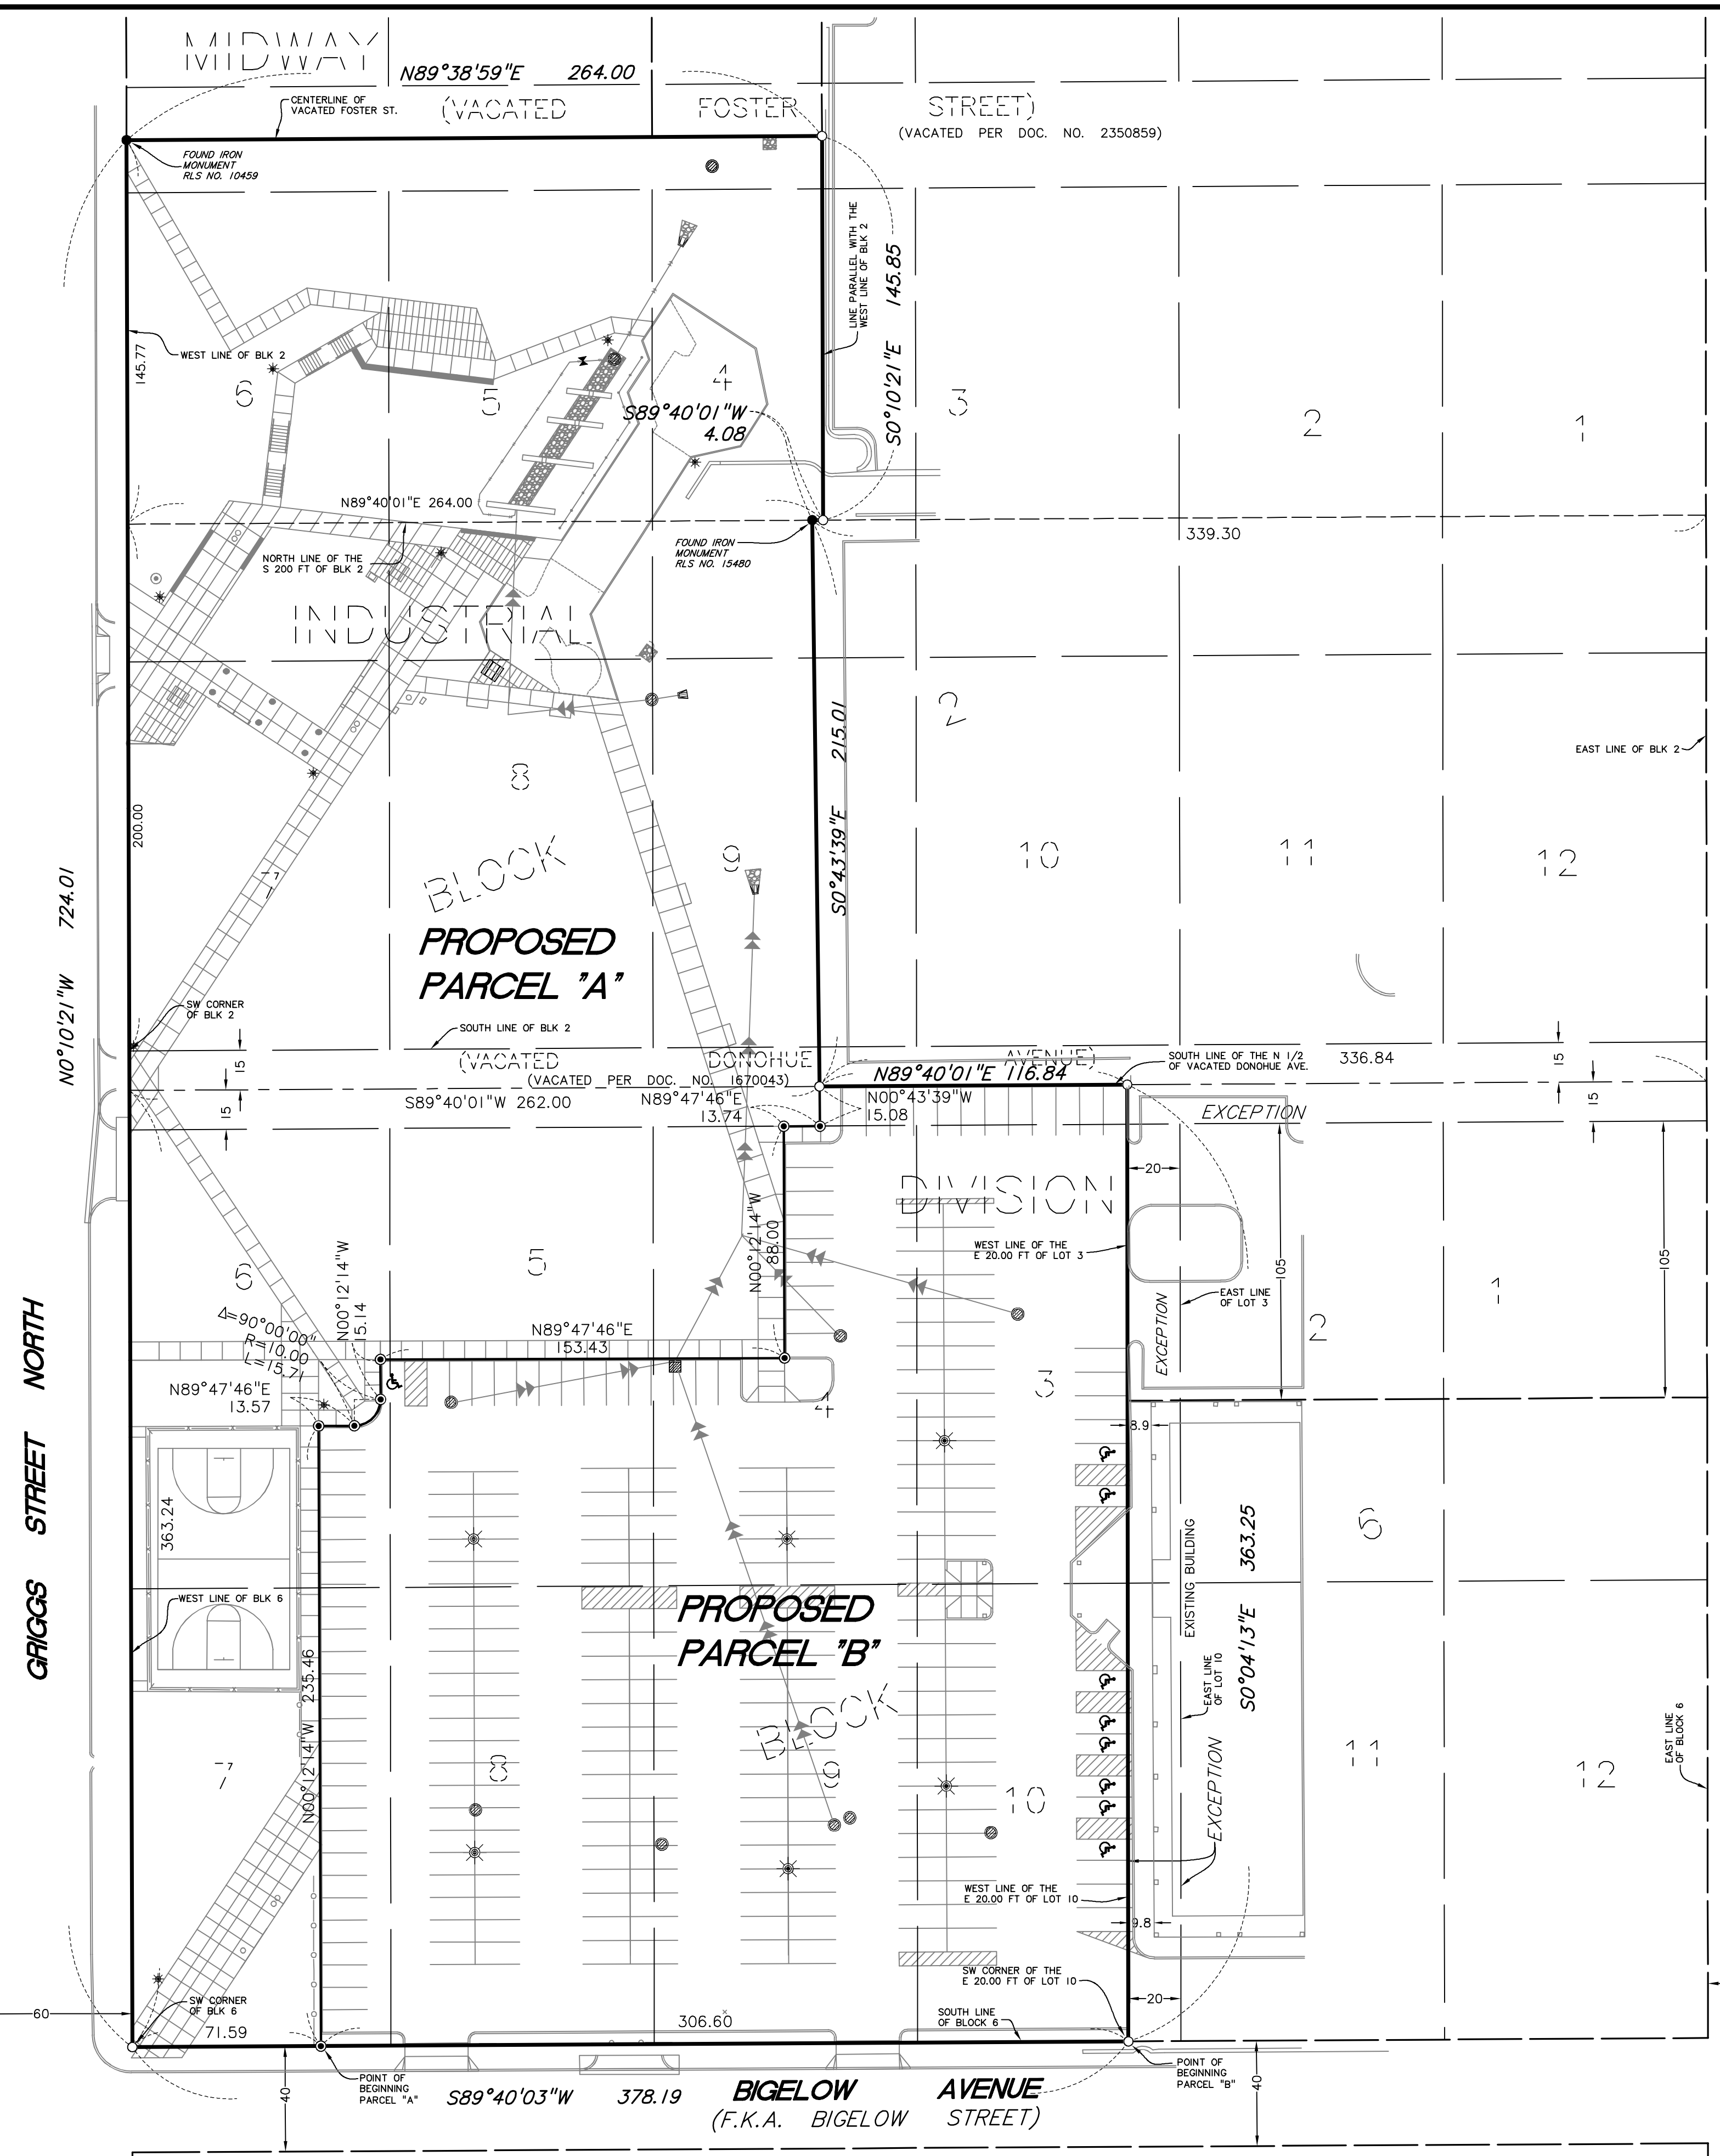 MIDWAY
N89°38'59"E 264.00
CENTERLINE OF
VACATED FOSTER ST.
(VACATED FOSTER STREET)
(VACATED PER DOC. NO. 2350859)
FOUND IRON
MONUMENT
RLS NO. 10459
LINE PARALLEL WITH THE
WEST LINE OF BLK 2
S0°10'21"E 145.85
WEST LINE OF BLK 2
145.77
6
5
4
3
2
1
S89°40'01"W
4.08
N89°40'01"E 264.00
339.30
NORTH LINE OF THE
S 200 FT OF BLK 2
FOUND IRON
MONUMENT
RLS NO. 15480
INDUSTRIAL
2
S0°43'39"E 215.01
EAST LINE OF BLK 2
8
200.00
7
BLOCK
9
10
11
12
PROPOSED
PARCEL "A"
N0°10'21"W 724.01
SW CORNER
OF BLK 2
SOUTH LINE OF BLK 2
15
15
(VACATED DONOHUE AVENUE)
(VACATED PER DOC. NO. 1670043)
N89°40'01"E 116.84
SOUTH LINE OF THE N 1/2
OF VACATED DONOHUE AVE.
336.84
15
15
S89°40'01"W 262.00
N89°47'46"E
13.74
N00°43'39"W
15.08
EXCEPTION
20
DIVISION
N00°12'14"W
88.00
WEST LINE OF THE
E 20.00 FT OF LOT 3
105
105
6
5
EAST LINE
OF LOT 3
EXCEPTION
1
2
Δ=90°00'00"
R=10.00
L=15.71
N00°12'14"W
15.14
N89°47'46"E
153.43
N89°47'46"E
13.57
4
3
8.9
363.24
EXISTING BUILDING
S0°04'13"E 363.25
6
GRIGGS STREET NORTH
WEST LINE OF BLK 6
PROPOSED
PARCEL "B"
N00°12'14"W 235.46
BLOCK
EAST LINE
OF LOT 10
EXCEPTION
EAST LINE
OF BLOCK 6
7
8
9
10
11
12
WEST LINE OF THE
E 20.00 FT OF LOT 10
9.8
SW CORNER OF THE
E 20.00 FT OF LOT 10
20
60
SW CORNER
OF BLK 6
71.59
306.60
SOUTH LINE
OF BLOCK 6
POINT OF
BEGINNING
PARCEL "A"
POINT OF
BEGINNING
PARCEL "B"
40
40
S89°40'03"W 378.19
BIGELOW AVENUE
(F.K.A. BIGELOW STREET)